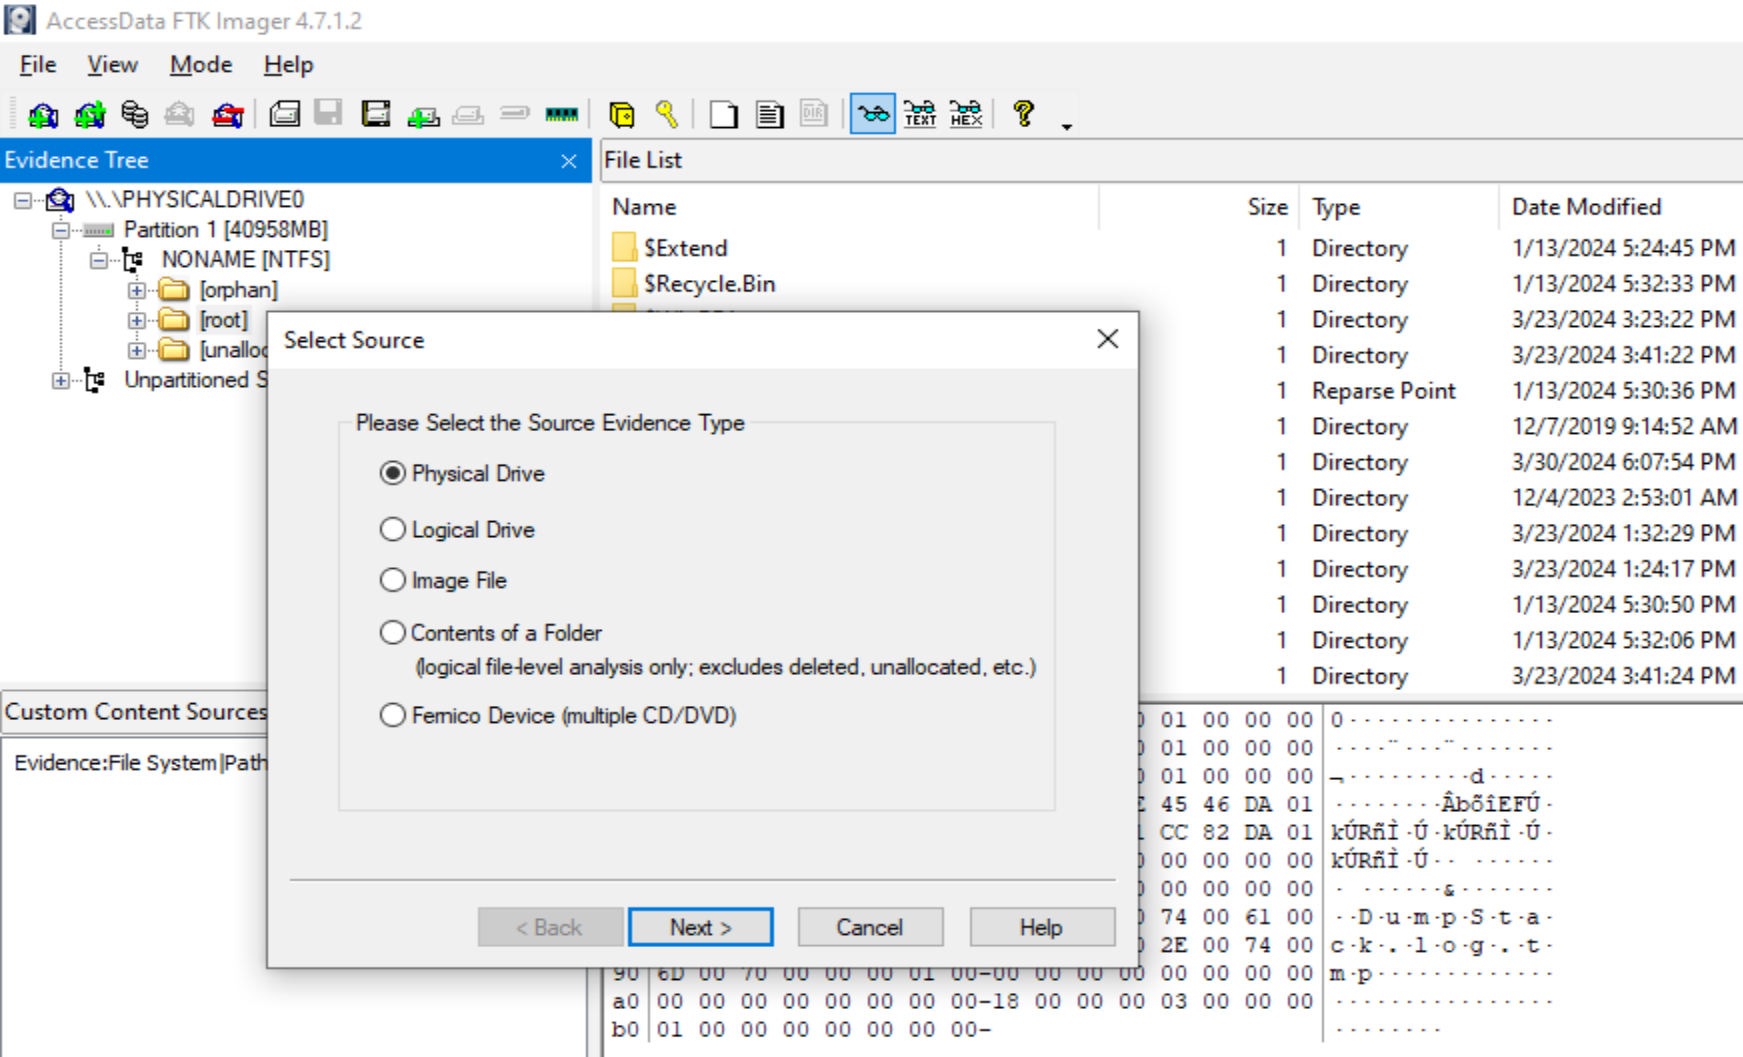 AccessData FTK Imager 4.7.1.2
File View Mode Help
TEXT HEX DIR
Evidence Tree
\\.\PHYSICALDRIVE0
Partition 1 [40958MB]
NONAME [NTFS]
[orphan]
[root]
[unalloc
Unpartitioned S
File List
Name Size Type Date Modified
$Extend 1 Directory 1/13/2024 5:24:45 PM
$Recycle.Bin 1 Directory 1/13/2024 5:32:33 PM
1 Directory 3/23/2024 3:23:22 PM
1 Directory 3/23/2024 3:41:22 PM
1 Reparse Point 1/13/2024 5:30:36 PM
1 Directory 12/7/2019 9:14:52 AM
1 Directory 3/30/2024 6:07:54 PM
1 Directory 12/4/2023 2:53:01 AM
1 Directory 3/23/2024 1:32:29 PM
1 Directory 3/23/2024 1:24:17 PM
1 Directory 1/13/2024 5:30:50 PM
1 Directory 1/13/2024 5:32:06 PM
1 Directory 3/23/2024 3:41:24 PM
Select Source
Please Select the Source Evidence Type
Physical Drive
Logical Drive
Image File
Contents of a Folder
(logical file-level analysis only; excludes deleted, unallocated, etc.)
Fernico Device (multiple CD/DVD)
< Back Next > Cancel Help
Custom Content Sources
Evidence:File System|Path
01 00 00 00 0···············
01 00 00 00 ····¨···¨·······
01 00 00 00 ¬·········d·····
45 46 DA 01 ········ÂbõîEFÚ·
CC 82 DA 01 kÚRñÌ·Ú·kÚRñÌ·Ú·
00 00 00 00 kÚRñÌ·Ú·· ······
00 00 00 00 · ······&·······
74 00 61 00 ··D·u·m·p·S·t·a·
2E 00 74 00 c·k·.·l·o·g·.·t·
90 6D 00 70 00 00 00 01 00-00 00 00 00 00 00 00 00 m·p·············
a0 00 00 00 00 00 00 00 00-18 00 00 00 03 00 00 00 ················
b0 01 00 00 00 00 00 00 00- ········